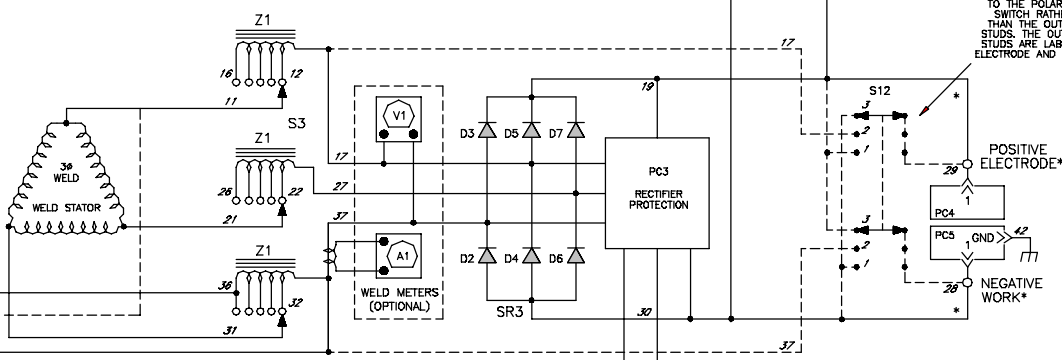 TO THE POLAR
SWITCH RATH
THAN THE OUT
STUDS. THE OU
STUDS ARE LAB
ELECTRODE AND
Z1
16
12
11
S3
3ø
WELD
WELD STATOR
Z1
26
22
21
Z1
36
32
31
17
V1
17
27
37
A1
WELD METERS
(OPTIONAL)
D3
D5
D7
D2
D4
D6
SR3
19
PC3
RECTIFIER
PROTECTION
30
37
S12
3
2
1
3
2
1
*
POSITIVE
ELECTRODE*
29
1
PC4
PC5
1
GND
42
28
NEGATIVE
WORK*
*